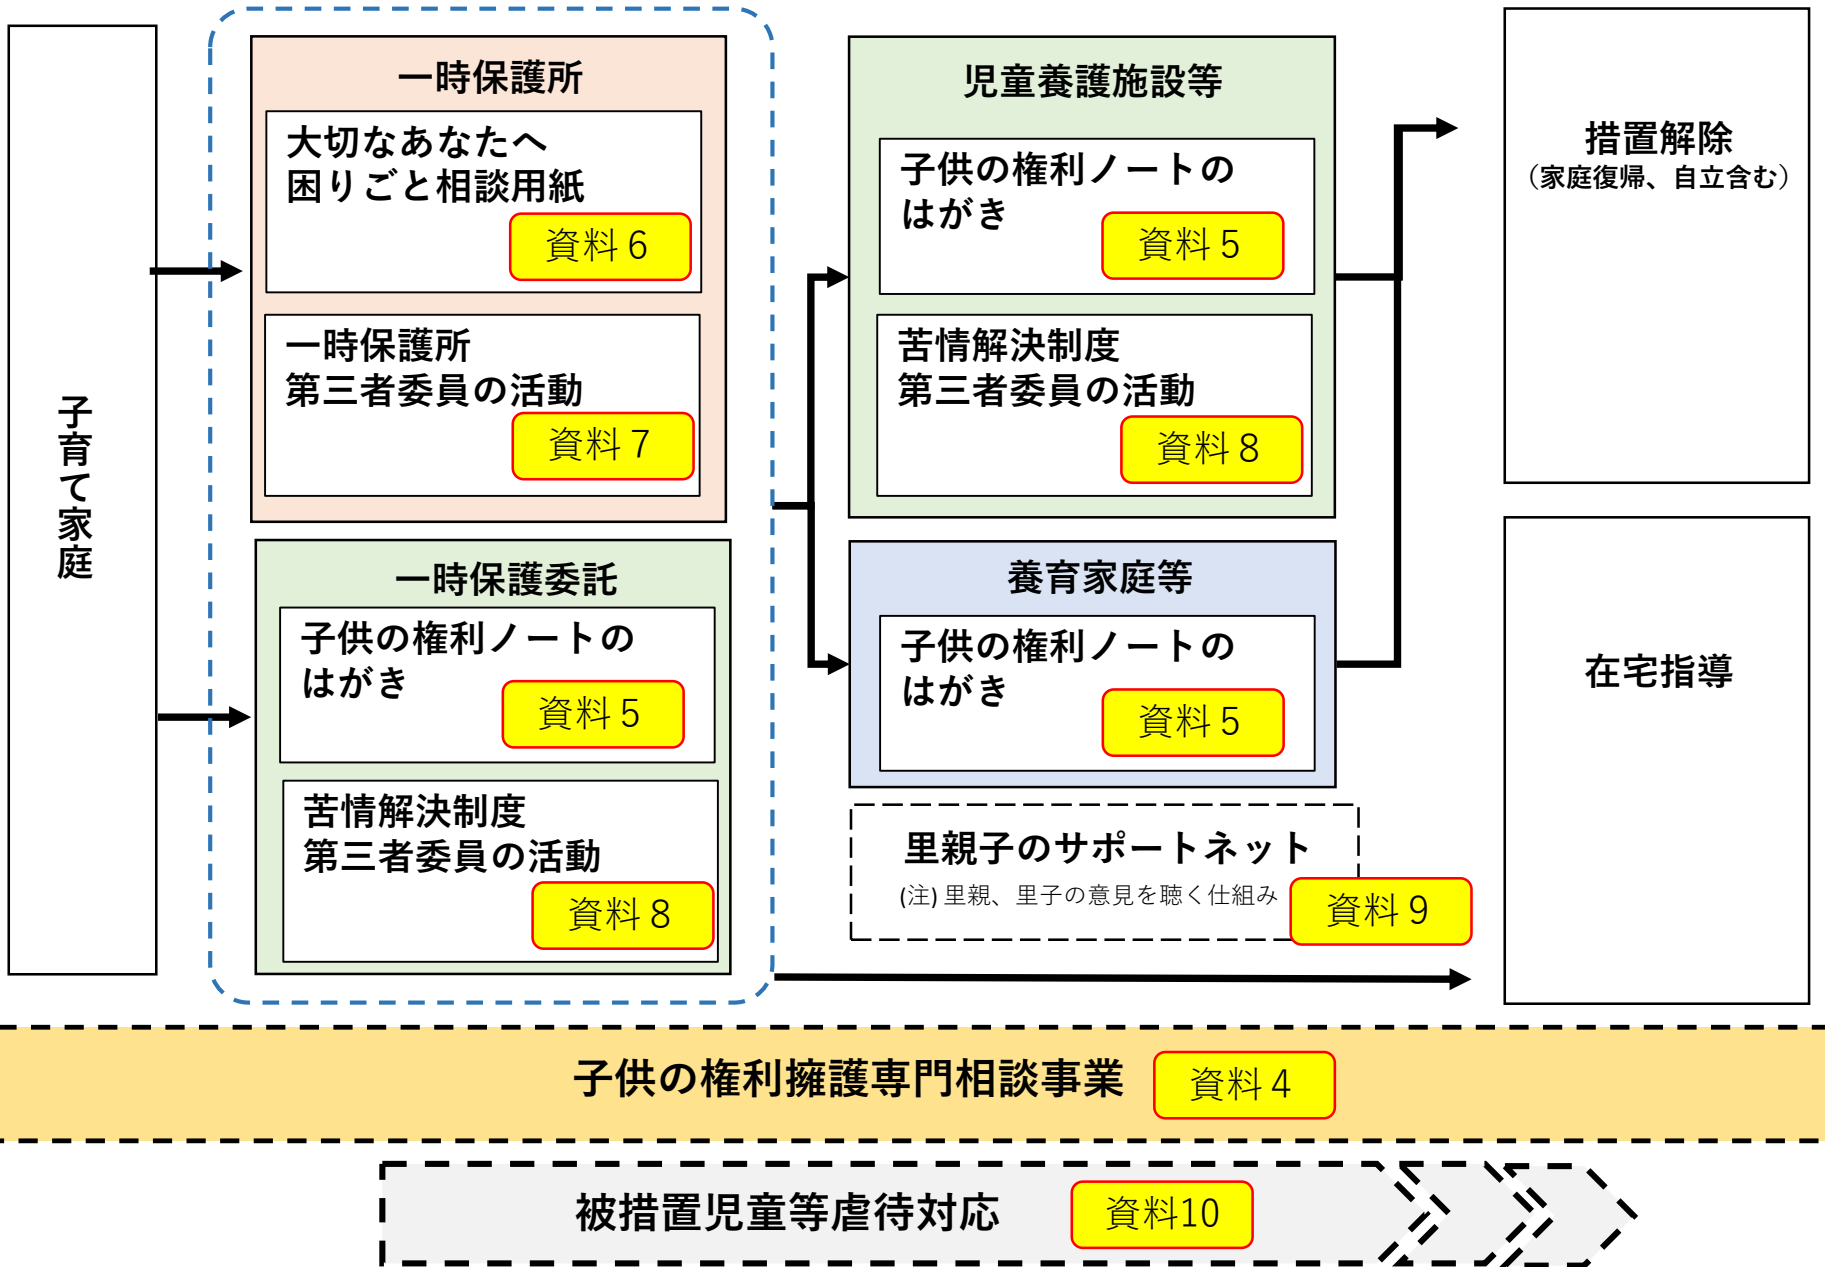 子育て家庭
一時保護所
大切なあなたへ
困りごと相談用紙
資料6
一時保護所
第三者委員の活動
資料7
一時保護委託
子供の権利ノートの
はがき
資料5
苦情解決制度
第三者委員の活動
資料8
児童養護施設等
子供の権利ノートの
はがき
資料5
苦情解決制度
第三者委員の活動
資料8
養育家庭等
子供の権利ノートの
はがき
資料5
里親子のサポートネット
(注) 里親、里子の意見を聴く仕組み
資料9
措置解除
（家庭復帰、自立含む）
在宅指導
子供の権利擁護専門相談事業
資料4
被措置児童等虐待対応
資料10